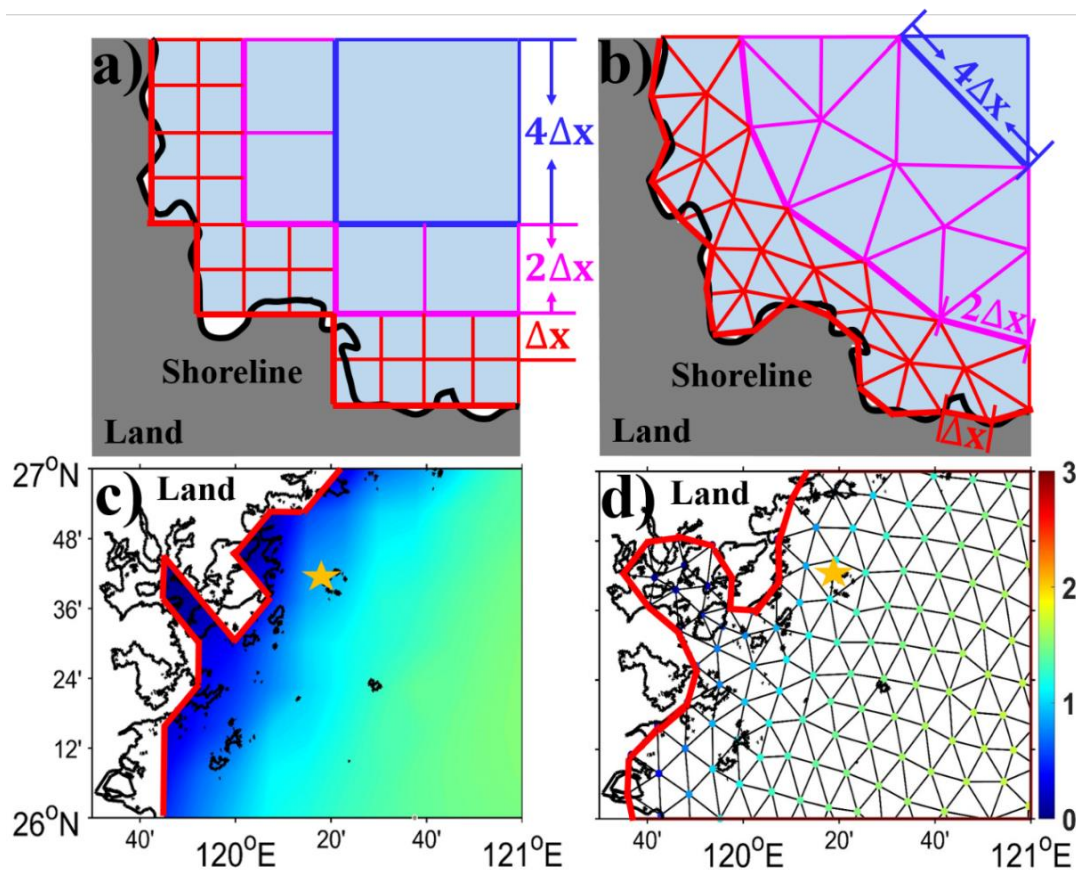 a)
4Δx
2Δx
Δx
Shoreline
Land
b)
4Δx
2Δx
Δx
Shoreline
Land
27°N
48'
36'
24'
12'
26°N
c)
Land
40'
120°E
20'
40'
121°E
d)
Land
40'
120°E
20'
40'
121°E
3
2
1
0